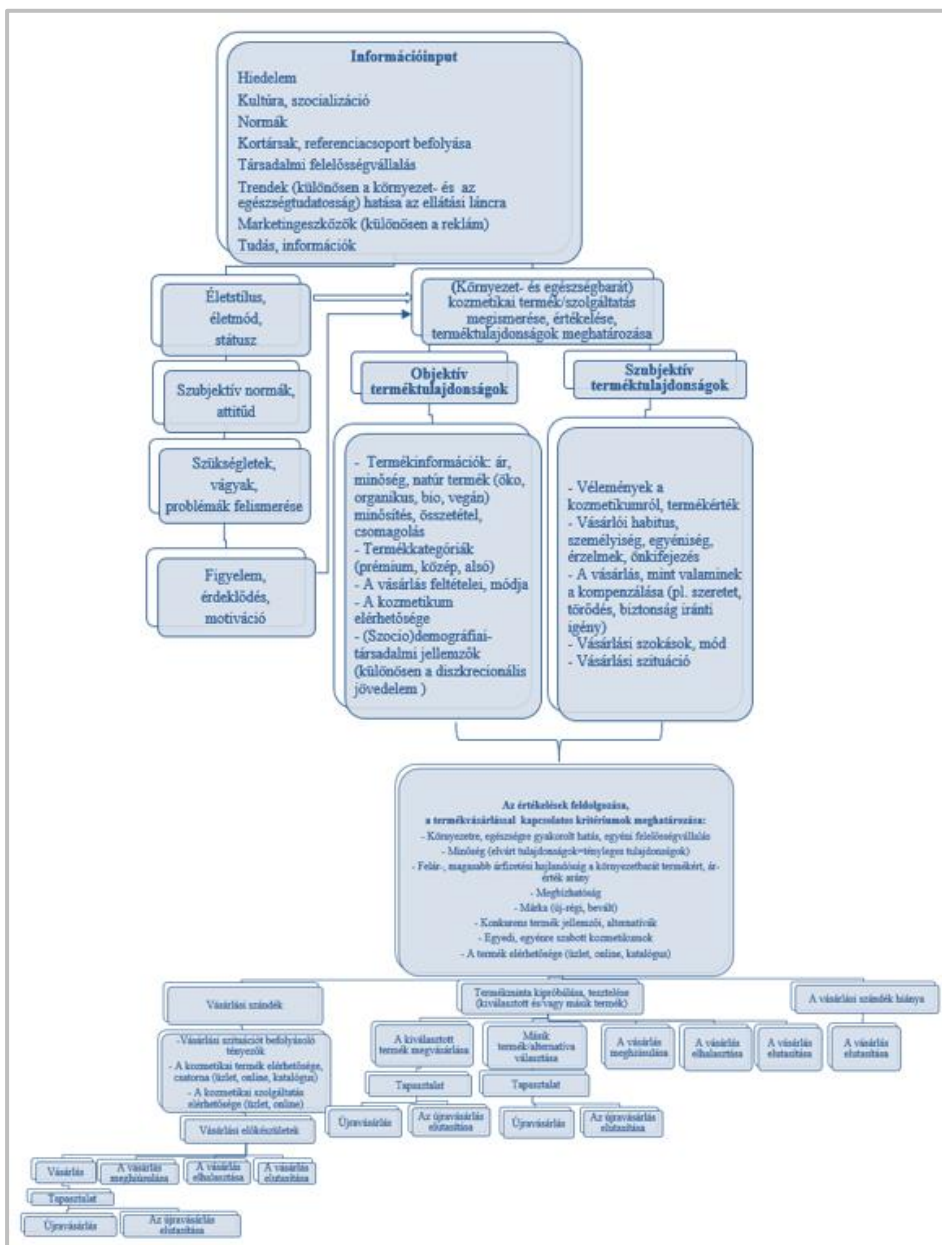 Információinput
Hiedelem
Kultúra, szocializáció
Normák
Kortársak, referenciacsoport befolyása
Társadalmi felelősségvállalás
Trendek (különösen a környezet- és az
egészségtudatosság) hatása az ellátási láncra
Marketingeszközök (különösen a reklám)
Tudás, információk
Életstílus,
életmód,
státusz
(Környezet- és egészségbarát)
kozmetikai termék/szolgáltatás
megismerése, értékelése,
terméktulajdonságok meghatározása
Szubjektív normák,
attitűd
Szükségletek,
vágyak,
problémák felismerése
Figyelem,
érdeklődés,
motiváció
Objektív
terméktulajdonságok
Szubjektív
terméktulajdonságok
- Termékinformációk: ár,
minőség, natúr termék (öko,
organikus, bio, vegán)
minősítés, összetétel,
csomagolás
- Termékkategóriák
(prémium, közép, alsó)
- A vásárlás feltételei, módja
- A kozmetikum
elérhetősége
- (Szocio)demográfiai-
társadalmi jellemzők
(különösen a diszkrecionális
jövedelem )
- Vélemények a
kozmetikumról, termékérték
- Vásárlói habitus,
személyiség, egyéniség,
érzelmek, önkifejezés
- A vásárlás, mint valaminek
a kompenzálása (pl. szeretet,
törődés, biztonság iránti
igény)
- Vásárlási szokások, mód
- Vásárlási szituáció
Az értékelések feldolgozása,
a termékvásárlással kapcsolatos kritériumok meghatározása:
- Környezetre, egészségre gyakorolt hatás, egyéni felelősségvállalás
- Minőség (elvárt tulajdonságok=tényleges tulajdonságok)
- Felár-, magasabb árfizetési hajlandóság a környezetbarát termékért, ár-
érték arány
- Megbízhatóság
- Márka (új-régi, bevált)
- Konkurens termék jellemzői, alternatívák
- Egyedi, egyénre szabott kozmetikumok
- A termék elérhetősége (üzlet, online, katalógus)
Vásárlási szándék
Termékminta kipróbálása, tesztelése
(kiválasztott és/vagy másik termék)
A vásárlási szándék hiánya
-Vásárlási szituációt befolyásoló
tényezők
- A kozmetikai termék elérhetősége,
csatorna (üzlet, online, katalógus)
- A kozmetikai szolgáltatás
elérhetősége (üzlet, online)
Vásárlási előkészületek
A kiválasztott
termék megvásárlása
Másik
termék/alternatíva
választása
A vásárlás
meghiúsulása
A vásárlás
elhalasztása
A vásárlás
elutasítása
A vásárlás
elutasítása
Tapasztalat
Tapasztalat
Újravásárlás
Az újravásárlás
elutasítása
Újravásárlás
Az újravásárlás
elutasítása
Vásárlás
A vásárlás
meghiúsulása
A vásárlás
elhalasztása
A vásárlás
elutasítása
Tapasztalat
Újravásárlás
Az újravásárlás
elutasítása